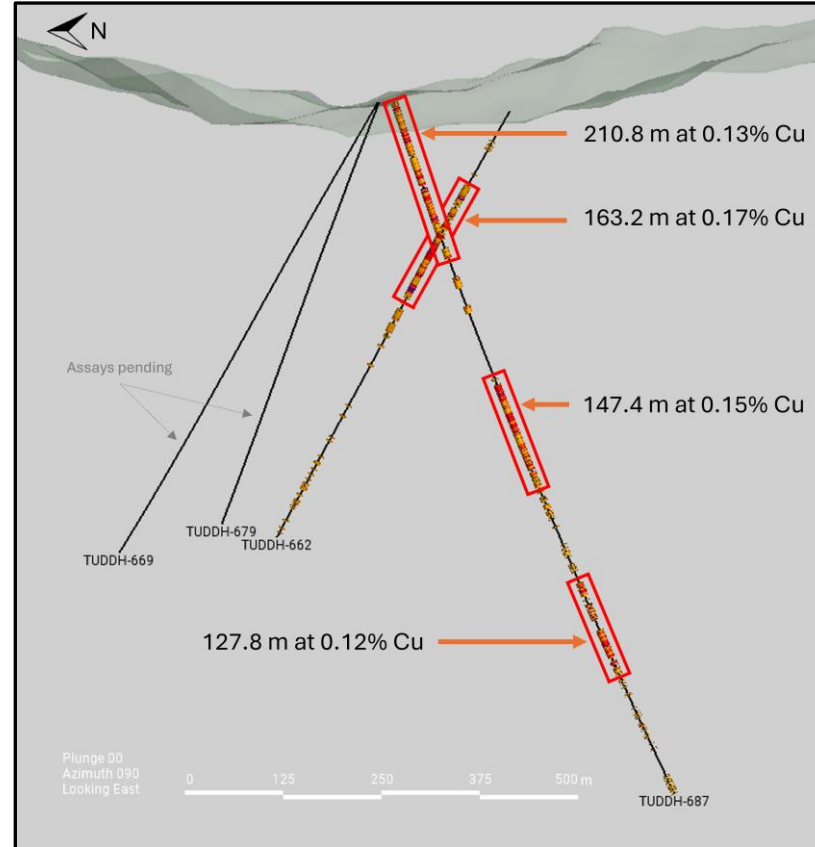 N
210.8 m at 0.13% Cu
163.2 m at 0.17% Cu
Assays pending
147.4 m at 0.15% Cu
TUDDH-679
TUDDH-662
TUDDH-669
127.8 m at 0.12% Cu
Plunge 00
Azimuth 090
Looking East
0 125 250 375 500 m
TUDDH-687